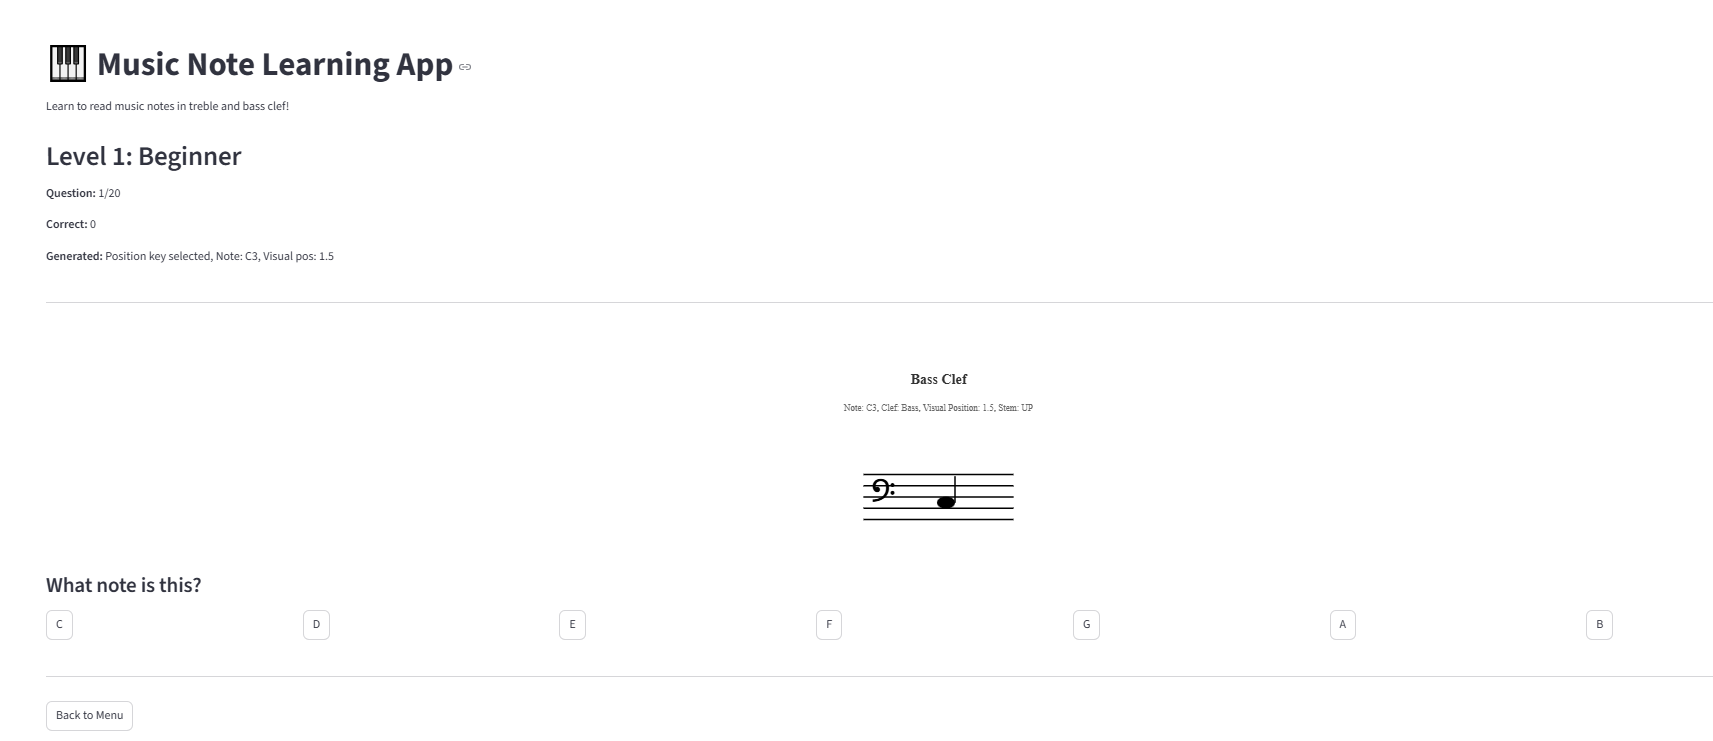 Music Note Learning App
Learn to read music notes in treble and bass clef!
Level 1: Beginner
Question: 1/20
Correct: 0
Generated: Position key selected, Note: C3, Visual pos: 1.5
Bass Clef
Note: C3, Clef: Bass, Visual Position: 1.5, Stem: UP
What note is this?
C D E F G A B
Back to Menu